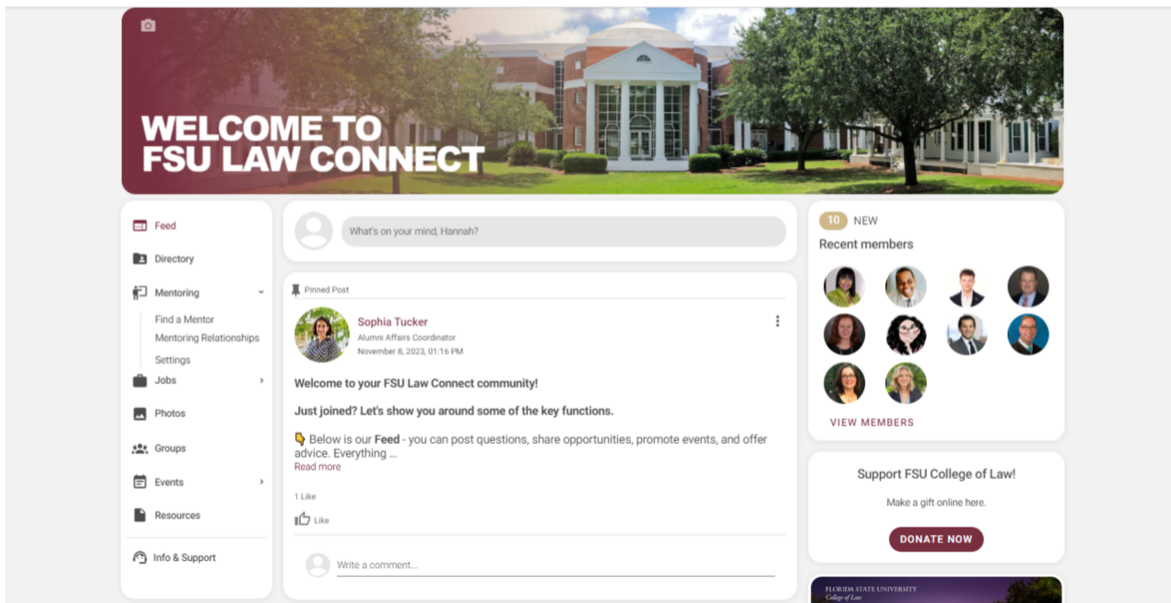 WELCOME TO
FSU LAW CONNECT
Feed
Directory
Mentoring
Find a Mentor
Mentoring Relationships
Settings
Jobs
Photos
Groups
Events
Resources
Info & Support
What's on your mind, Hannah?
Pinned Post
Sophia Tucker
Alumni Affairs Coordinator
November 8, 2023, 01:16 PM
Welcome to your FSU Law Connect community!
Just joined? Let's show you around some of the key functions.
👇 Below is our Feed - you can post questions, share opportunities, promote events, and offer
advice. Everything ...
Read more
1 Like
Like
Write a comment...
10 NEW
Recent members
VIEW MEMBERS
Support FSU College of Law!
Make a gift online here.
DONATE NOW
FLORIDA STATE UNIVERSITY
College of Law